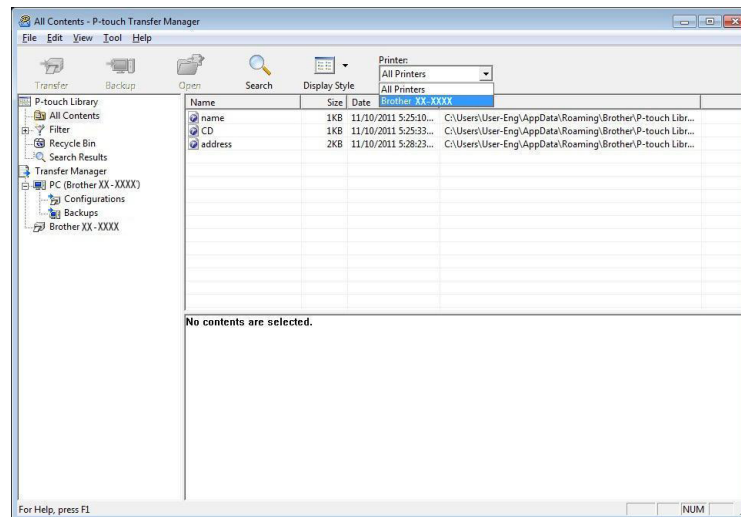 All Contents - P-touch Transfer Manager
File Edit View Tool Help
Transfer
Backup
Open
Search
Display Style
Printer:
All Printers
All Printers
Brother XX-XXXX
P-touch Library
All Contents
Filter
Recycle Bin
Search Results
Transfer Manager
PC (Brother XX-XXXX)
Configurations
Backups
Brother XX-XXXX
Name Size Date
name 1KB 11/10/2011 5:25:10... C:\Users\User-Eng\AppData\Roaming\Brother\P-touch Libr...
CD 1KB 11/10/2011 5:25:33... C:\Users\User-Eng\AppData\Roaming\Brother\P-touch Libr...
address 2KB 11/10/2011 5:28:23... C:\Users\User-Eng\AppData\Roaming\Brother\P-touch Libr...
No contents are selected.
For Help, press F1
NUM